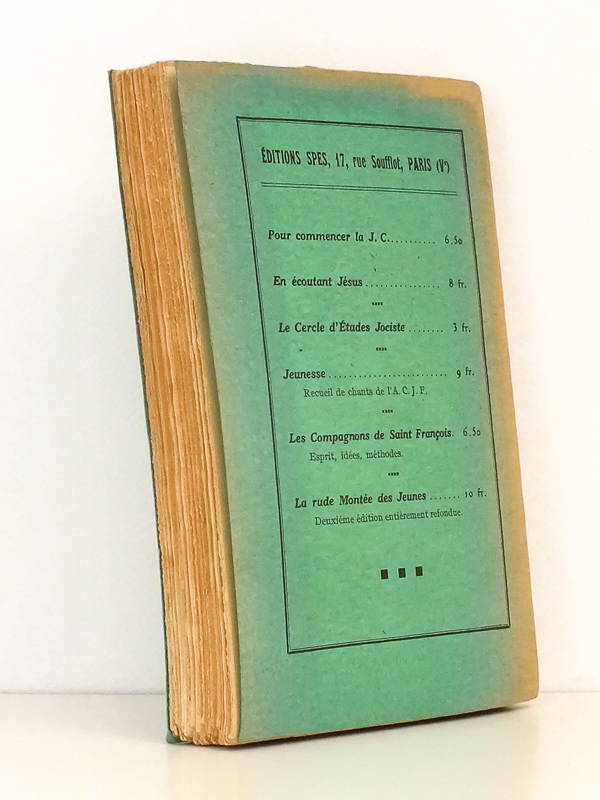 ÉDITIONS SPES, 17, rue Soufflot, PARIS (Vᵉ)
Pour commencer la J. C.......... 6.50
En écoutant Jésus ................ 8 fr.
Le Cercle d'Études Jociste ........ 3 fr.
Jeunesse ......................... 9 fr.
Recueil de chants de l'A. C. J. F.
Les Compagnons de Saint François. 6.50
Esprit, idées, méthodes.
La rude Montée des Jeunes ....... 10 fr.
Deuxiéme édition entièrement refondue.